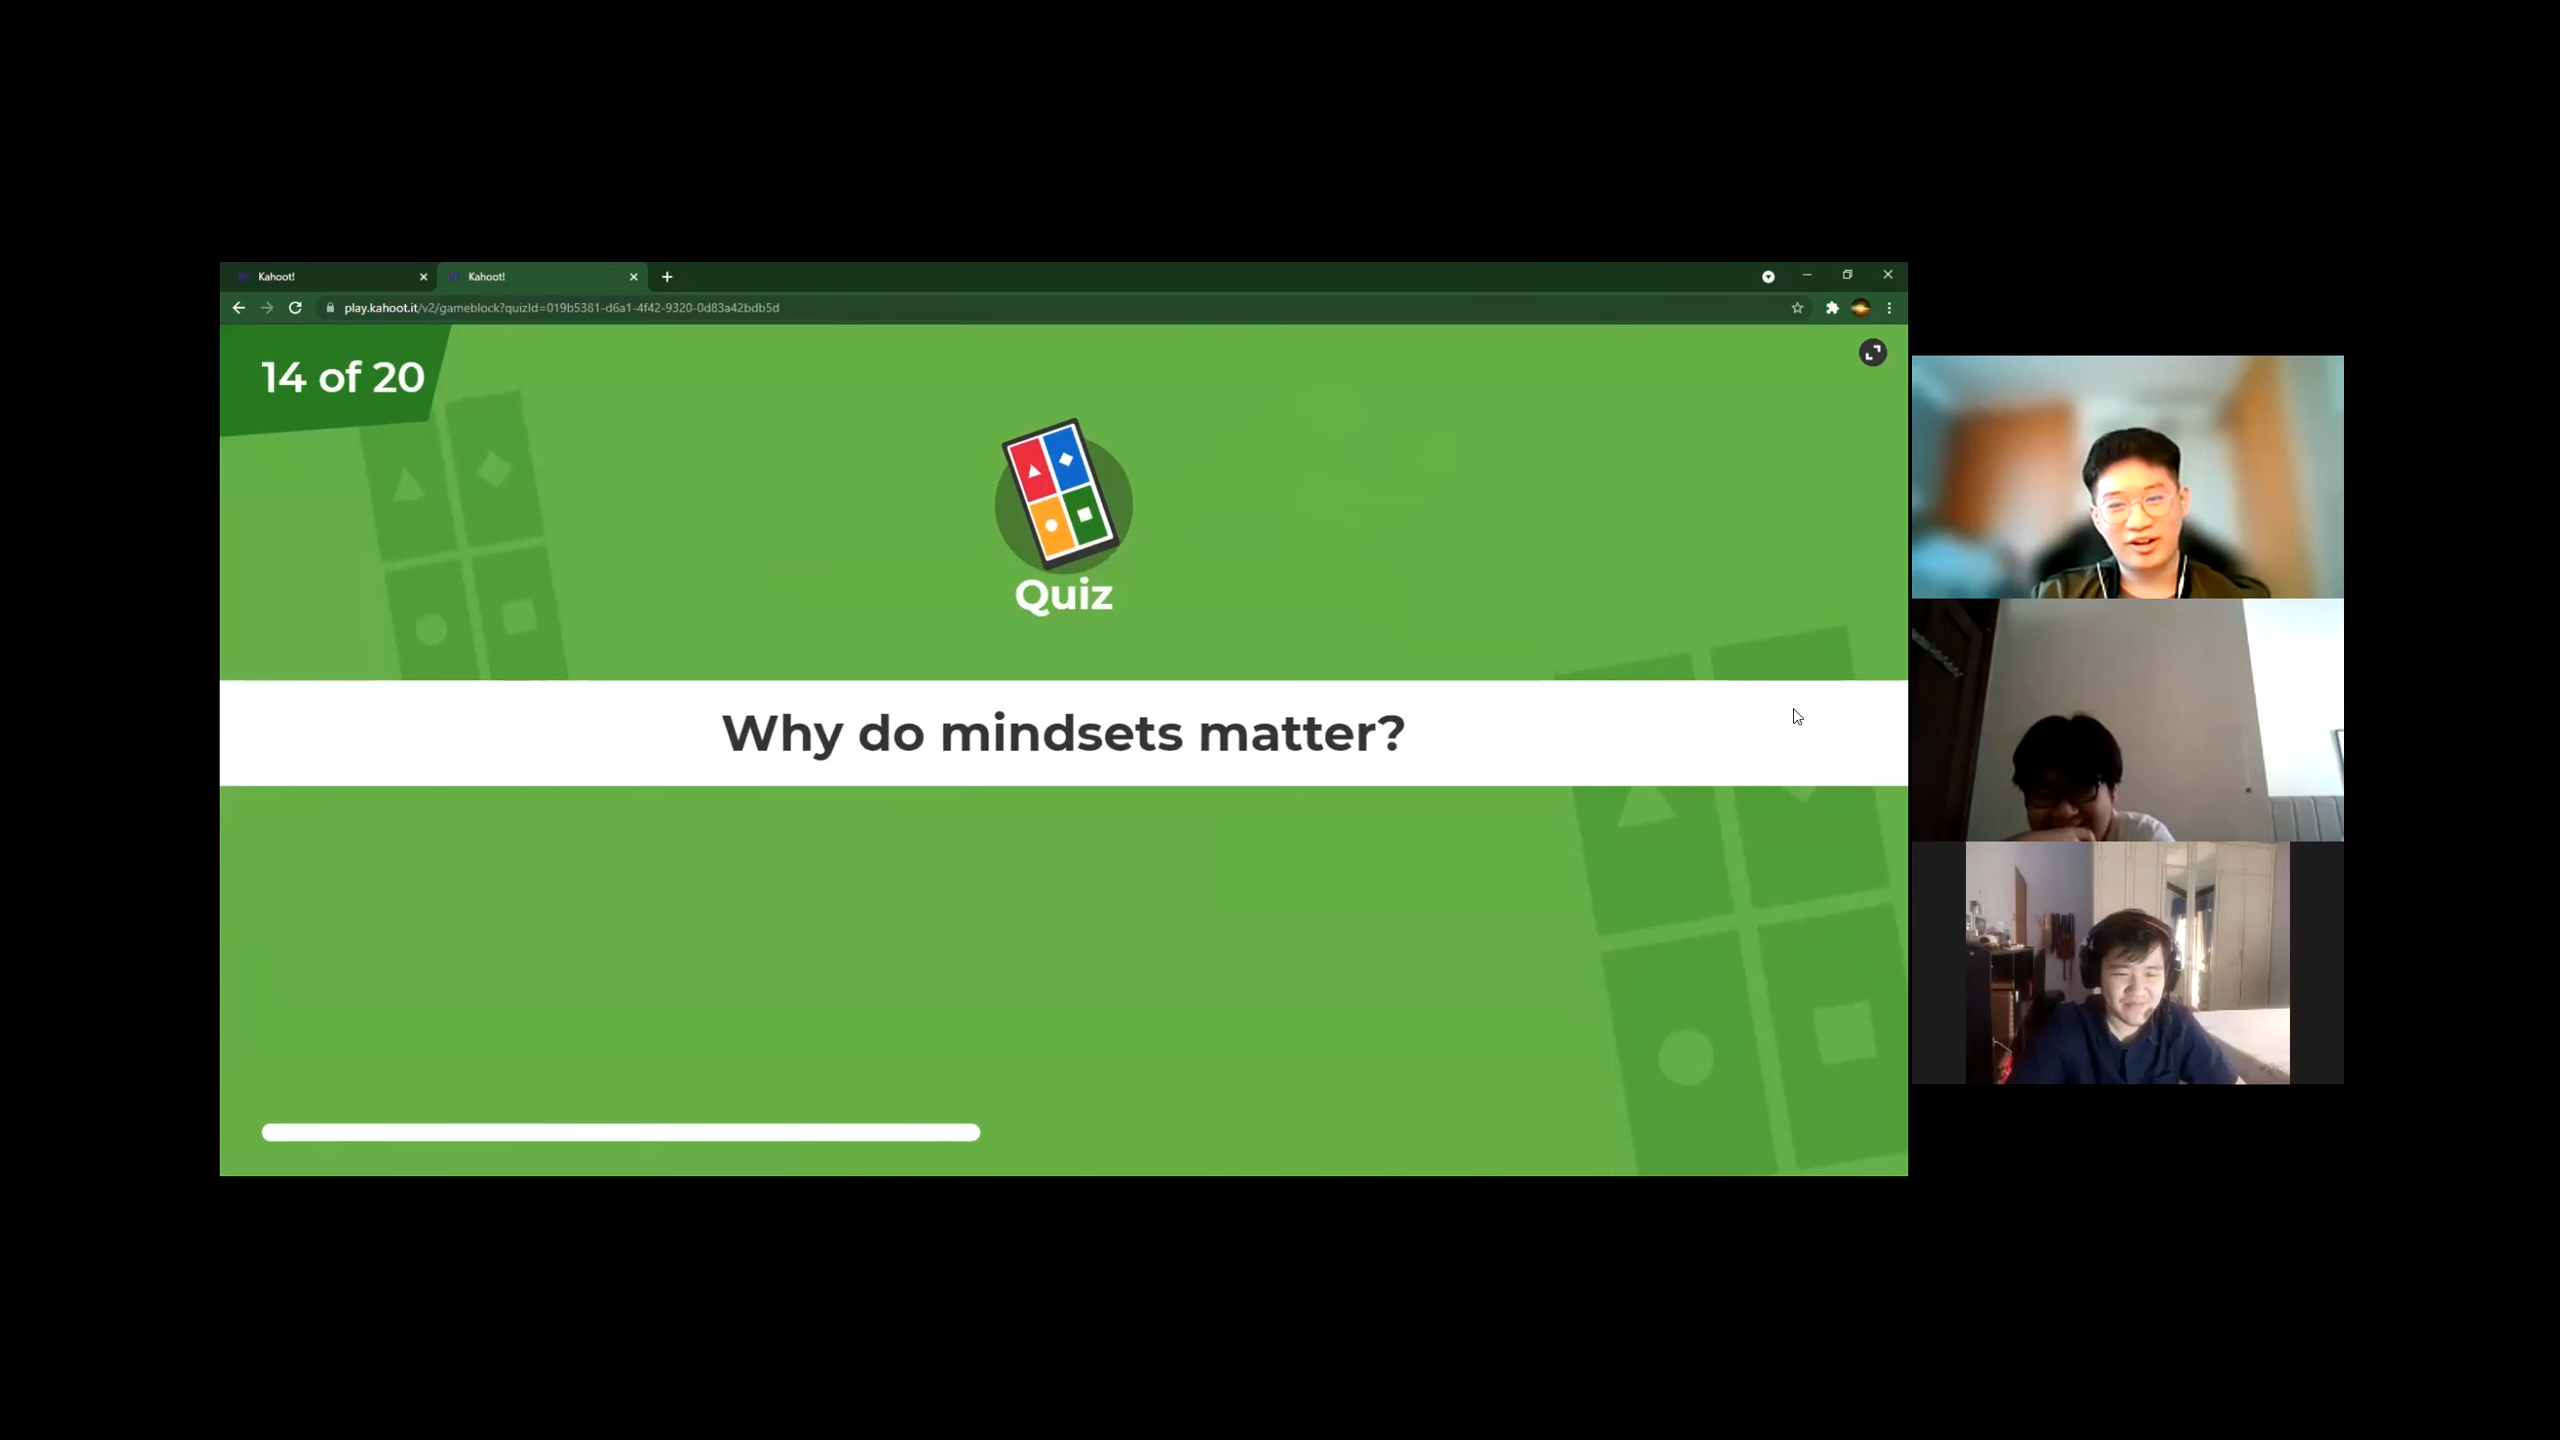 Kahoot!
Kahoot!
play.kahoot.it/v2/gameblock?quizId=019b5381-d6a1-4f42-9320-0d83a42bdb5d
14 of 20
Quiz
Why do mindsets matter?